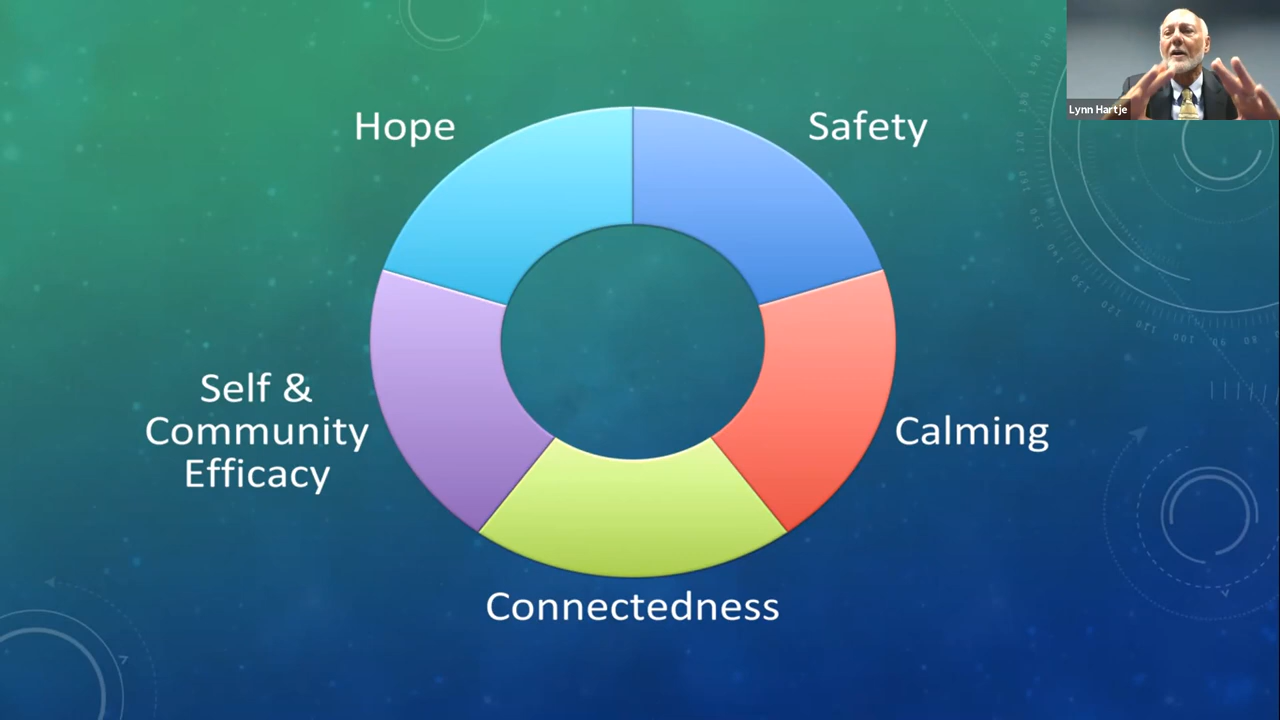 Hope
Safety
Self &
Community
Efficacy
Calming
Connectedness
Lynn Hartje